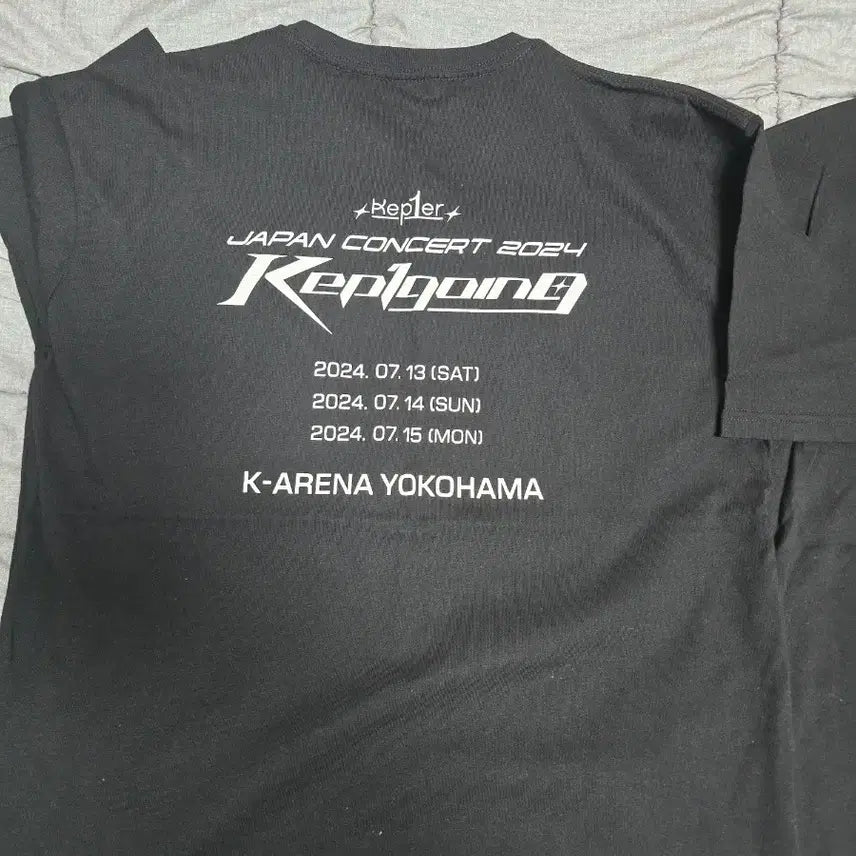 Kep1er
JAPAN CONCERT 2024
Kep1going
2024. 07. 13 (SAT)
2024. 07. 14 (SUN)
2024. 07. 15 (MON)
K-ARENA YOKOHAMA